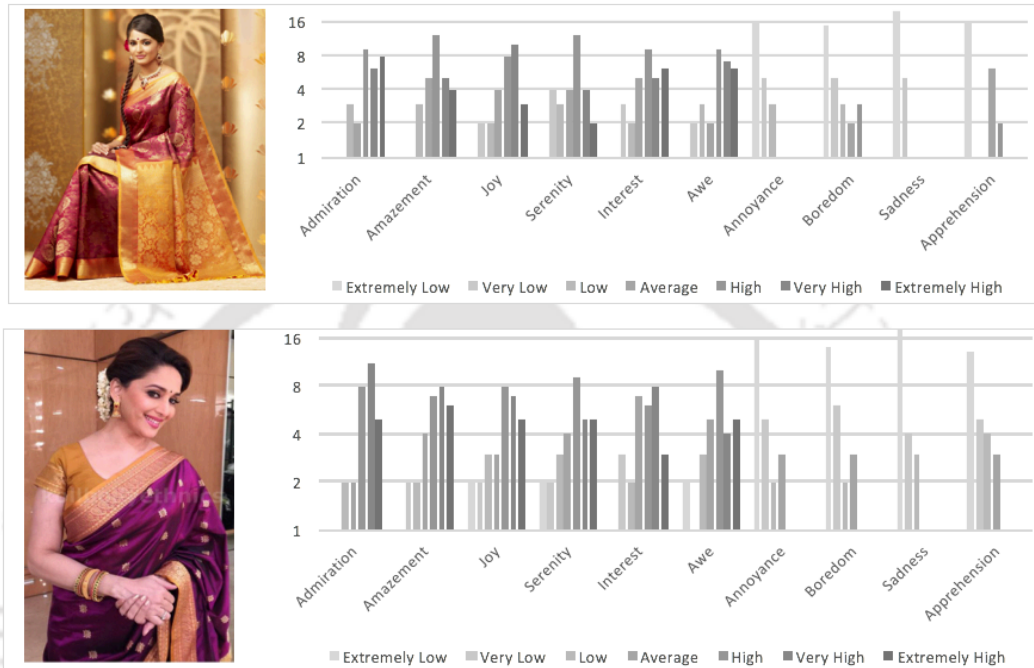 16
8
4
2
1
Admiration
Amazement
Joy
Serenity
Interest
Awe
Annoyance
Boredom
Sadness
Apprehension
Extremely Low Very Low Low Average High Very High Extremely High
16
8
4
2
1
Admiration
Amazement
Joy
Serenity
Interest
Awe
Annoyance
Boredom
Sadness
Apprehension
Extremely Low Very Low Low Average High Very High Extremely High